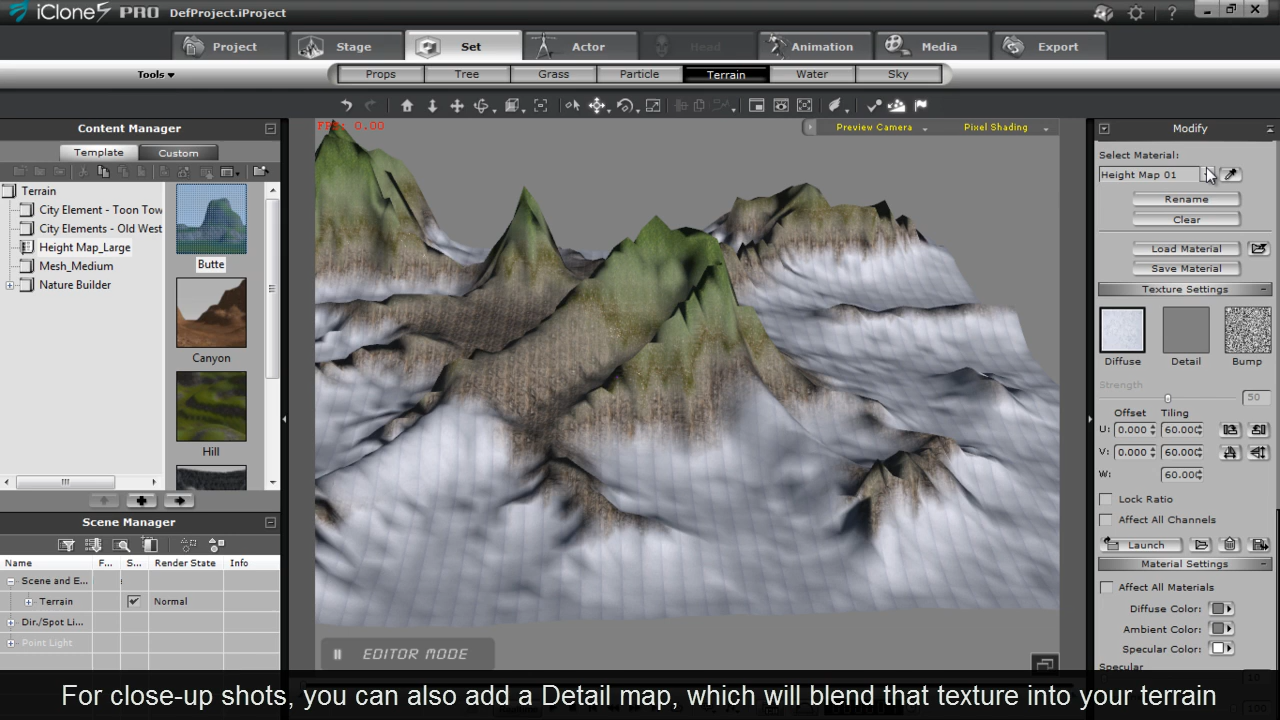 iClone5 PRO DefProject.iProject
Project Stage Set Actor Head Animation Media Export
Tools Props Tree Grass Particle Terrain Water Sky
Content Manager
Template Custom
Terrain
City Element - Toon Tow
City Elements - Old West
Height Map_Large
Mesh_Medium
Nature Builder
Butte
Canyon
Hill
Scene Manager
Name F... S... Render State Info
Scene and E...
Terrain Normal
Dir./Spot Li...
Point Light
FPS: 0.00
Preview Camera Pixel Shading
EDITOR MODE
Modify
Select Material:
Height Map 01
Rename
Clear
Load Material
Save Material
Texture Settings
Diffuse Detail Bump
Strength
50
Offset Tiling
U: 0.000 60.000
V: 0.000 60.000
W: 60.000
Lock Ratio
Affect All Channels
Launch
Material Settings
Affect All Materials
Diffuse Color:
Ambient Color:
Specular Color:
Specular
For close-up shots, you can also add a Detail map, which will blend that texture into your terrain